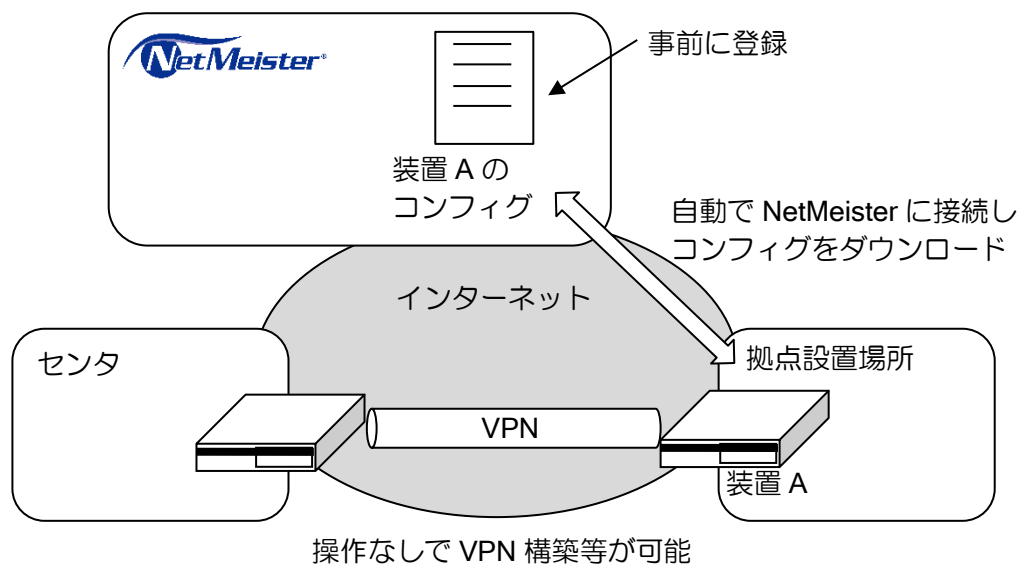 NetMeister®
事前に登録
装置 A の
コンフィグ
自動で NetMeister に接続し
コンフィグをダウンロード
インターネット
センタ
拠点設置場所
VPN
装置 A
操作なしで VPN 構築等が可能